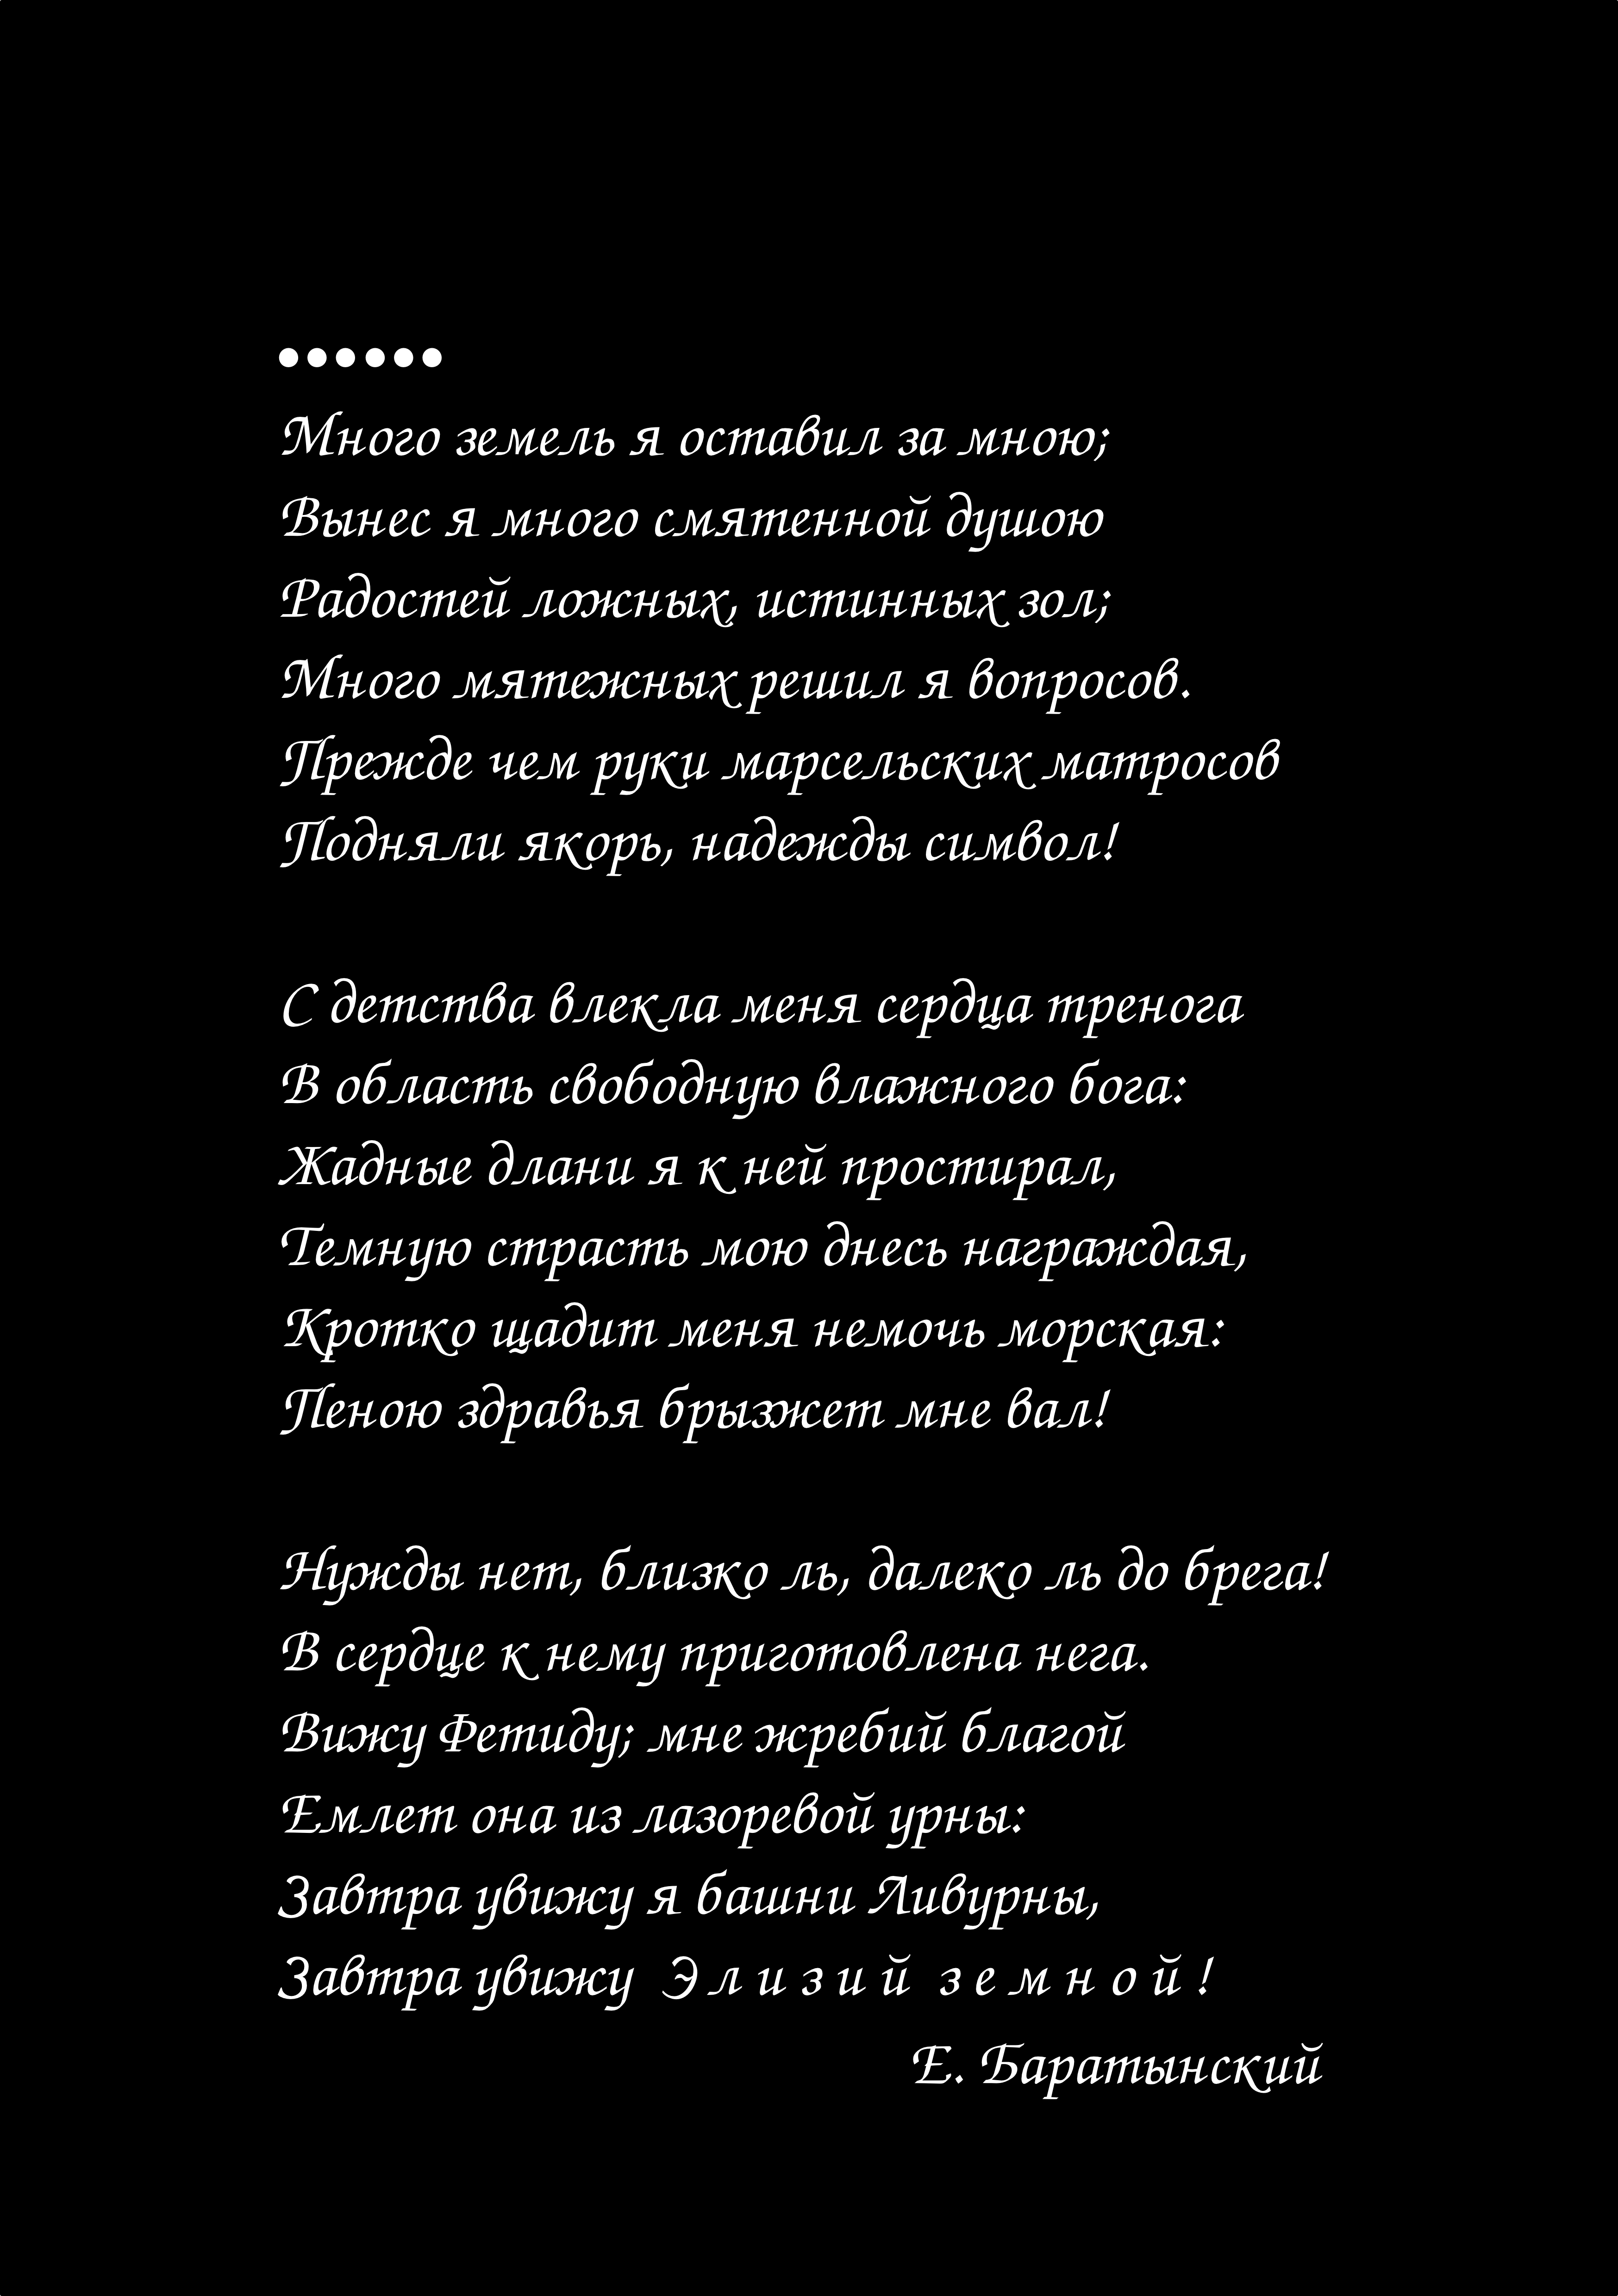 ••••••
Много земель я оставил за мною;
Вынес я много смятенной душою
Радостей ложных, истинных зол;
Много мятежных решил я вопросов.
Прежде чем руки марсельских матросов
Подняли якорь, надежды символ!
С детства влекла меня сердца тренога
В область свободную влажного бога:
Жадные длани я к ней простирал,
Темную страсть мою днесь награждая,
Кротко щадит меня немочь морская:
Пеною здравья брызжет мне вал!
Нужды нет, близко ль, далеко ль до брега!
В сердце к нему приготовлена нега.
Вижу Фетиду; мне жребий благой
Емлет она из лазоревой урны:
Завтра увижу я башни Ливурны,
Завтра увижу Э л и з и й з е м н о й !
Е. Баратынский